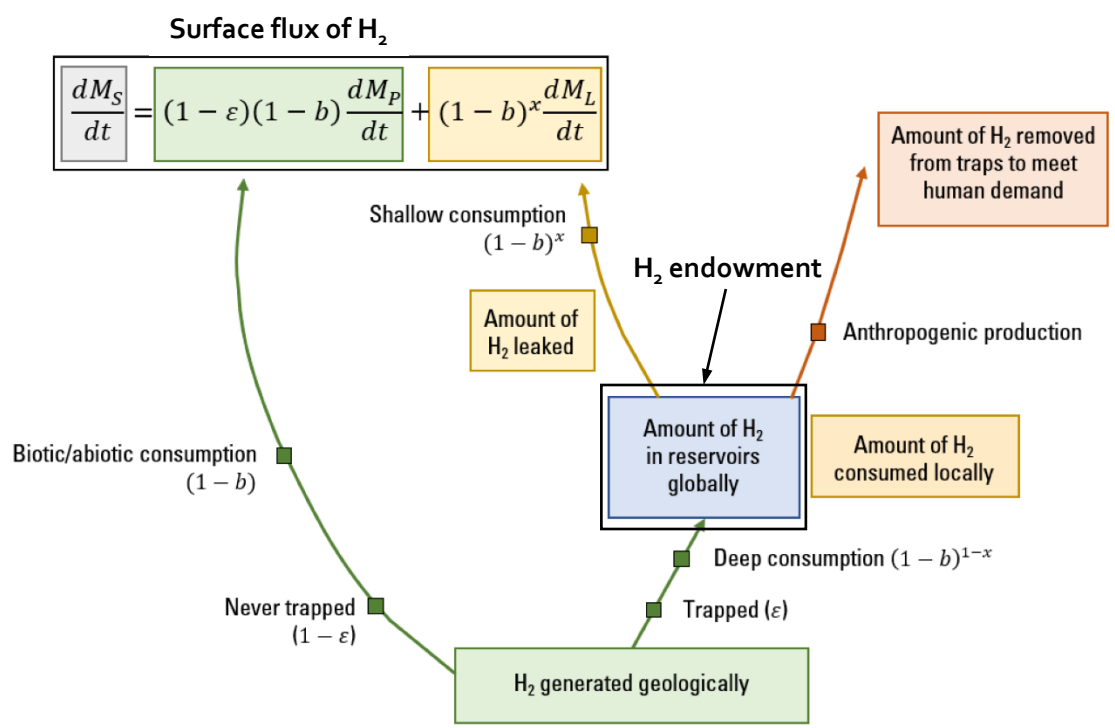 Surface flux of H₂
dM_S/dt = (1 − ε)(1 − b) dM_P/dt + (1 − b)^x dM_L/dt
Amount of H₂ removed
from traps to meet
human demand
Shallow consumption
(1 − b)^x
H₂ endowment
Amount of
H₂ leaked
Anthropogenic production
Amount of H₂
in reservoirs
globally
Amount of H₂
consumed locally
Biotic/abiotic consumption
(1 − b)
Deep consumption (1 − b)^{1−x}
Never trapped
(1 − ε)
Trapped (ε)
H₂ generated geologically